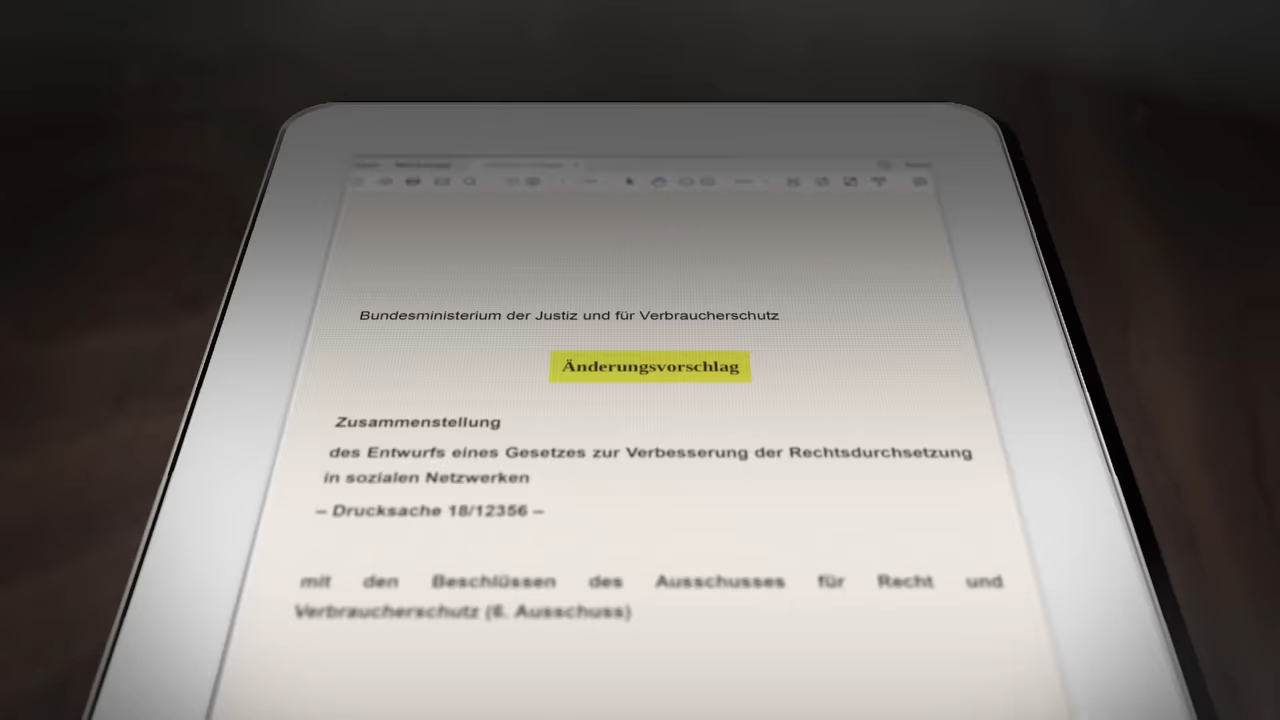 Bundesministerium der Justiz und für Verbraucherschutz
Änderungsvorschlag
Zusammenstellung
des Entwurfs eines Gesetzes zur Verbesserung der Rechtsdurchsetzung
in sozialen Netzwerken
– Drucksache 18/12356 –
mit den Beschlüssen des Ausschusses für Recht und
Verbraucherschutz (6. Ausschuss)